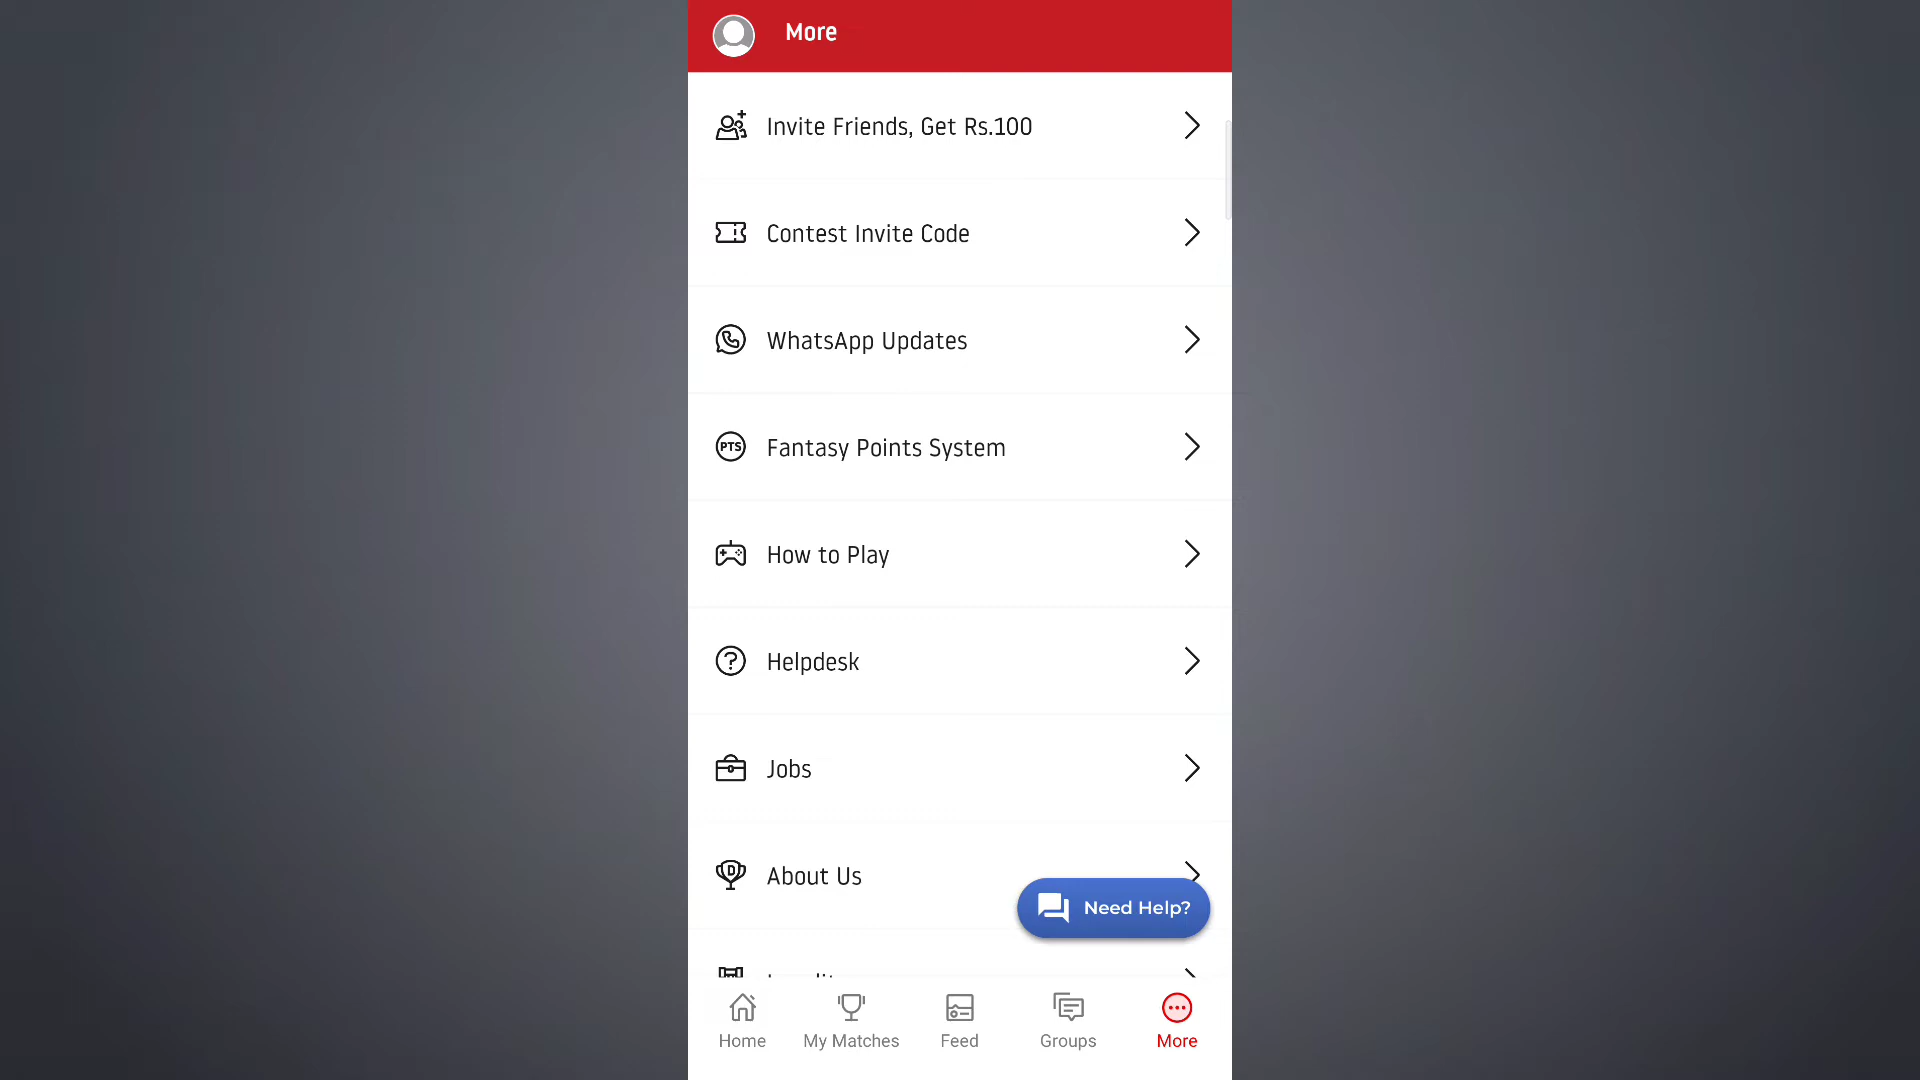 More
Invite Friends, Get Rs.100
Contest Invite Code
WhatsApp Updates
PTS
Fantasy Points System
How to Play
Helpdesk
Jobs
D
About Us
Need Help?
Home
My Matches
Feed
Groups
More